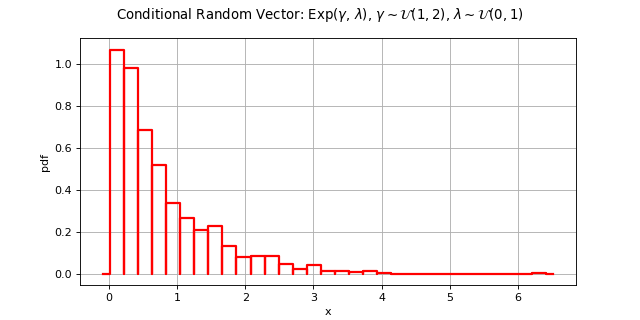 Conditional Random Vector: Exp(γ, λ), γ ~ 𝒰(1, 2), λ ~ 𝒰(0, 1)
1.0
0.8
0.6
0.4
0.2
0.0
pdf
0 1 2 3 4 5 6
x